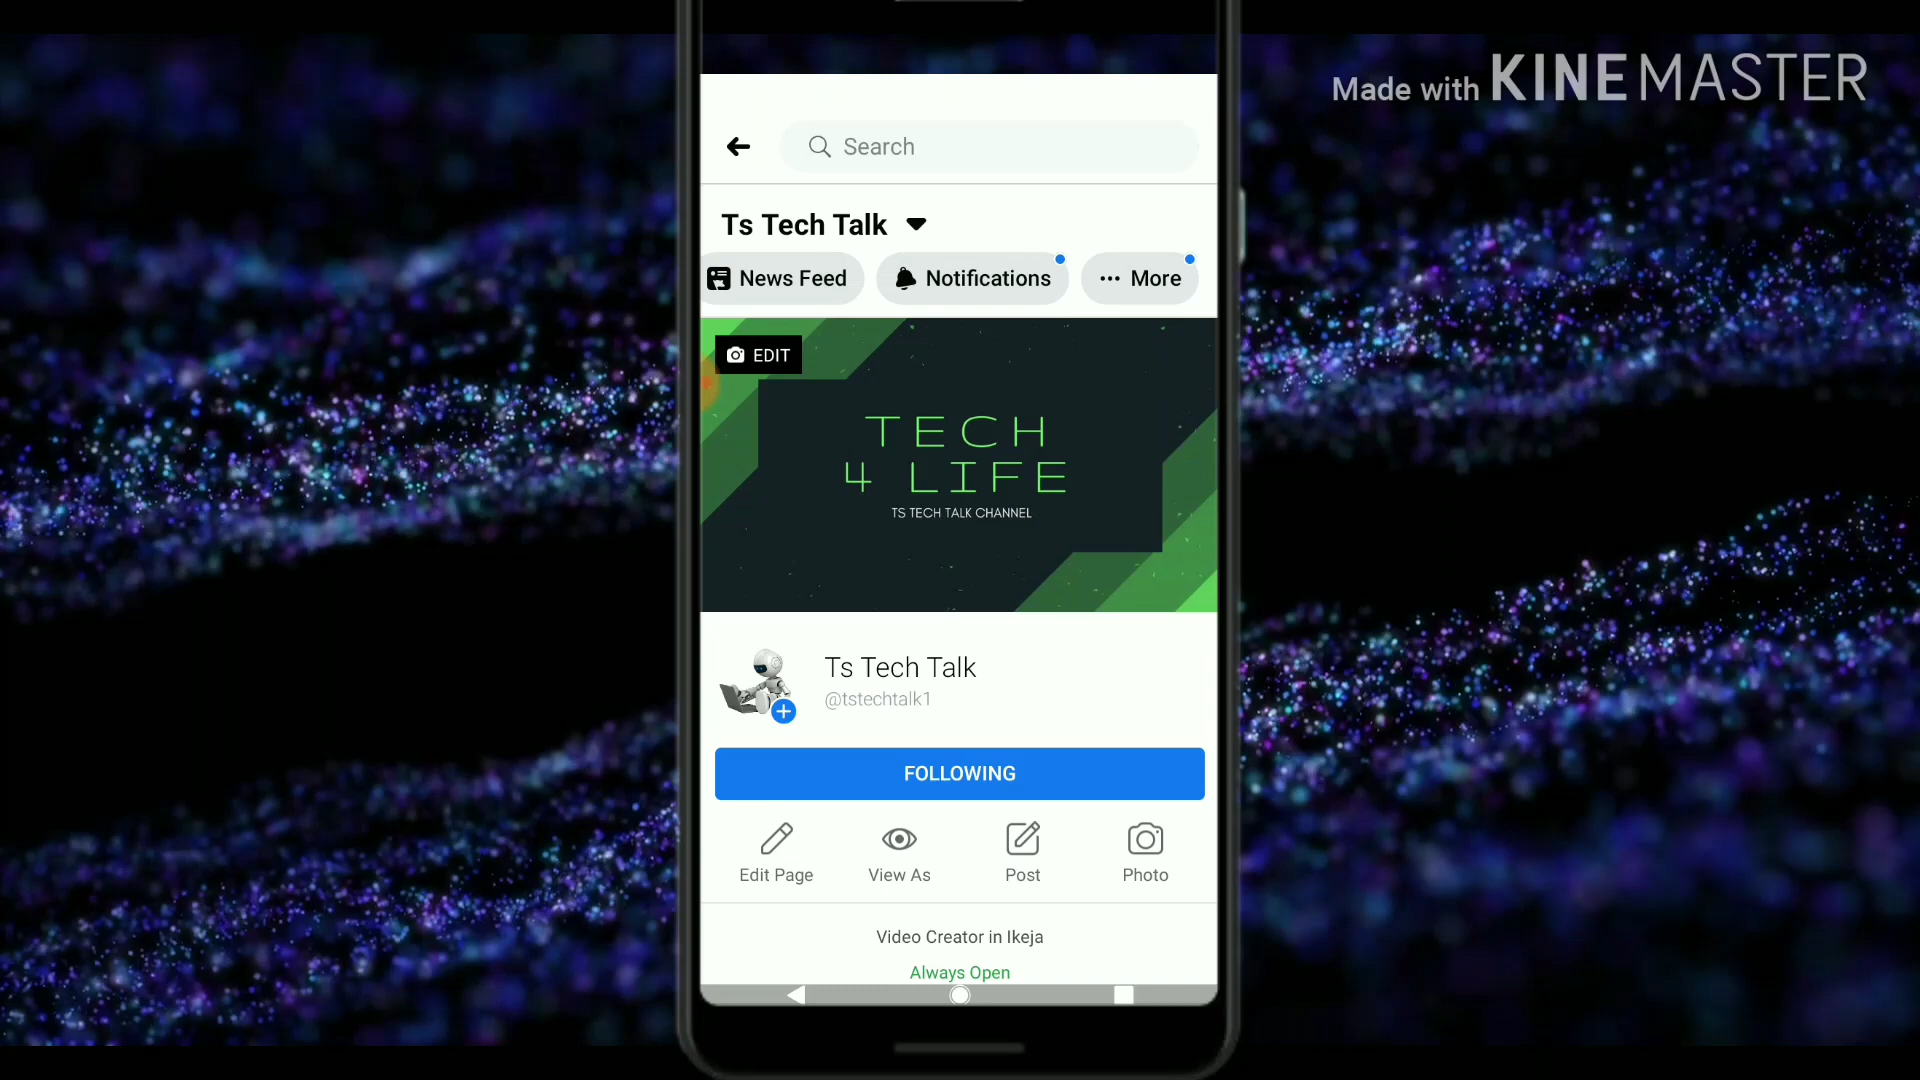 Made with KINEMASTER
Search
Ts Tech Talk
News Feed
Notifications
More
EDIT
TECH
4 LIFE
TS TECH TALK CHANNEL
Ts Tech Talk
@tstechtalk1
FOLLOWING
Edit Page
View As
Post
Photo
Video Creator in Ikeja
Always Open